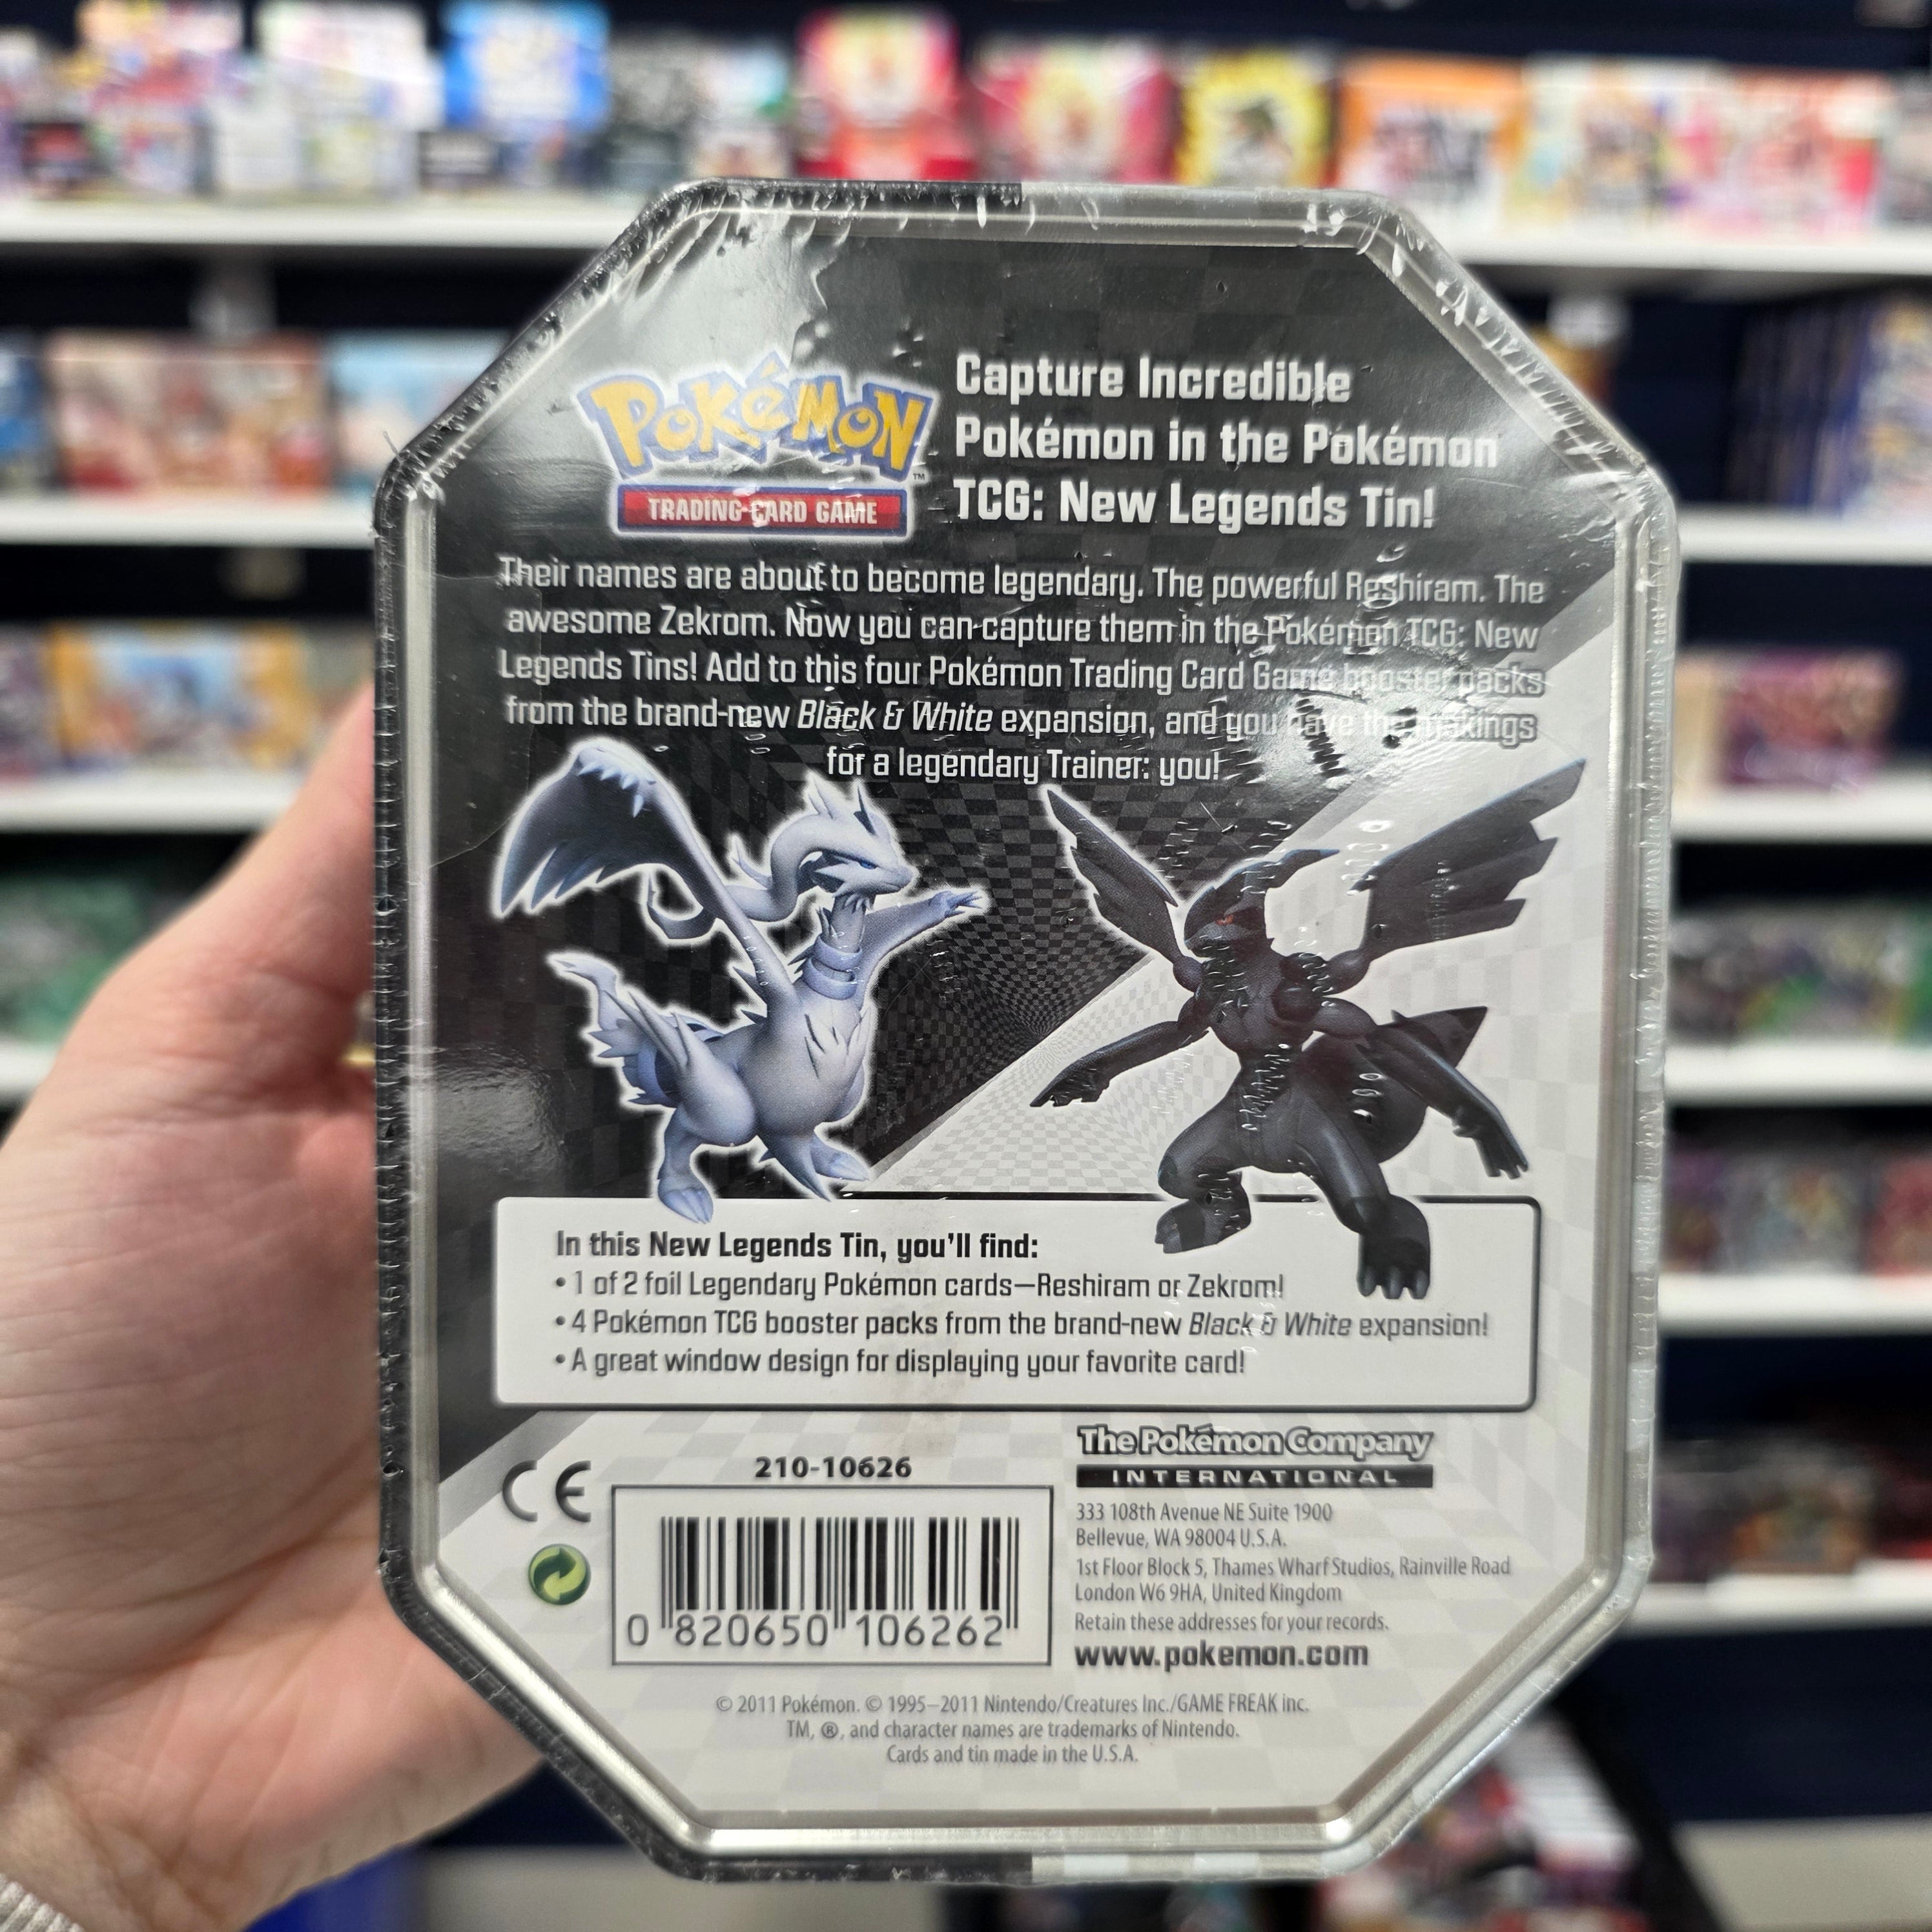 Pokémon
TM
TRADING CARD GAME
Capture Incredible
Pokémon in the Pokémon
TCG: New Legends Tin!
Their names are about to become legendary. The powerful Reshiram. The
awesome Zekrom. Now you can capture them in the Pokémon TCG: New
Legends Tins! Add to this four Pokémon Trading Card Game booster packs
from the brand-new Black & White expansion, and you have the makings
for a legendary Trainer: you!
In this New Legends Tin, you'll find:
• 1 of 2 foil Legendary Pokémon cards—Reshiram or Zekrom!
• 4 Pokémon TCG booster packs from the brand-new Black & White expansion!
• A great window design for displaying your favorite card!
CE
210-10626
0 820650 106262
The Pokémon Company
INTERNATIONAL
333 108th Avenue NE Suite 1900
Bellevue, WA 98004 U.S.A.
1st Floor Block 5, Thames Wharf Studios, Rainville Road
London W6 9HA, United Kingdom
Retain these addresses for your records.
www.pokemon.com
© 2011 Pokémon. © 1995–2011 Nintendo/Creatures Inc./GAME FREAK inc.
TM, ®, and character names are trademarks of Nintendo.
Cards and tin made in the U.S.A.